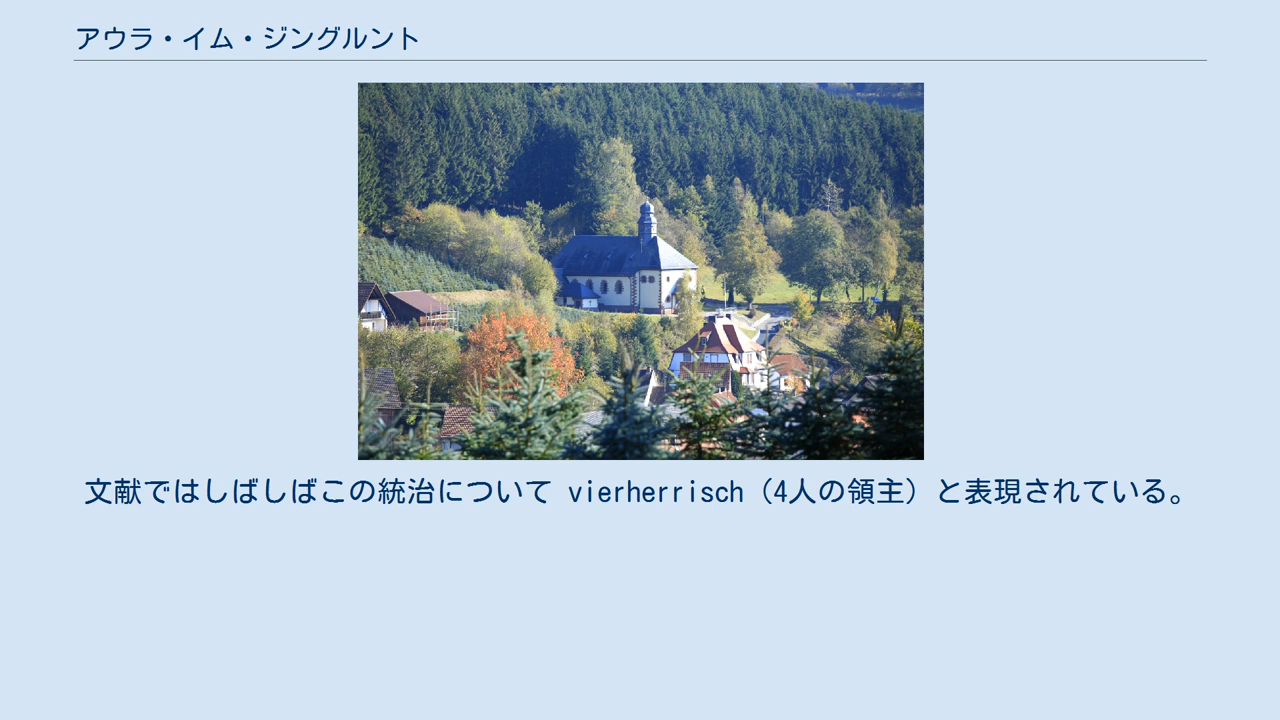 アウラ・イム・ジングルント
文献ではしばしばこの統治について vierherrisch（4人の領主）と表現されている。